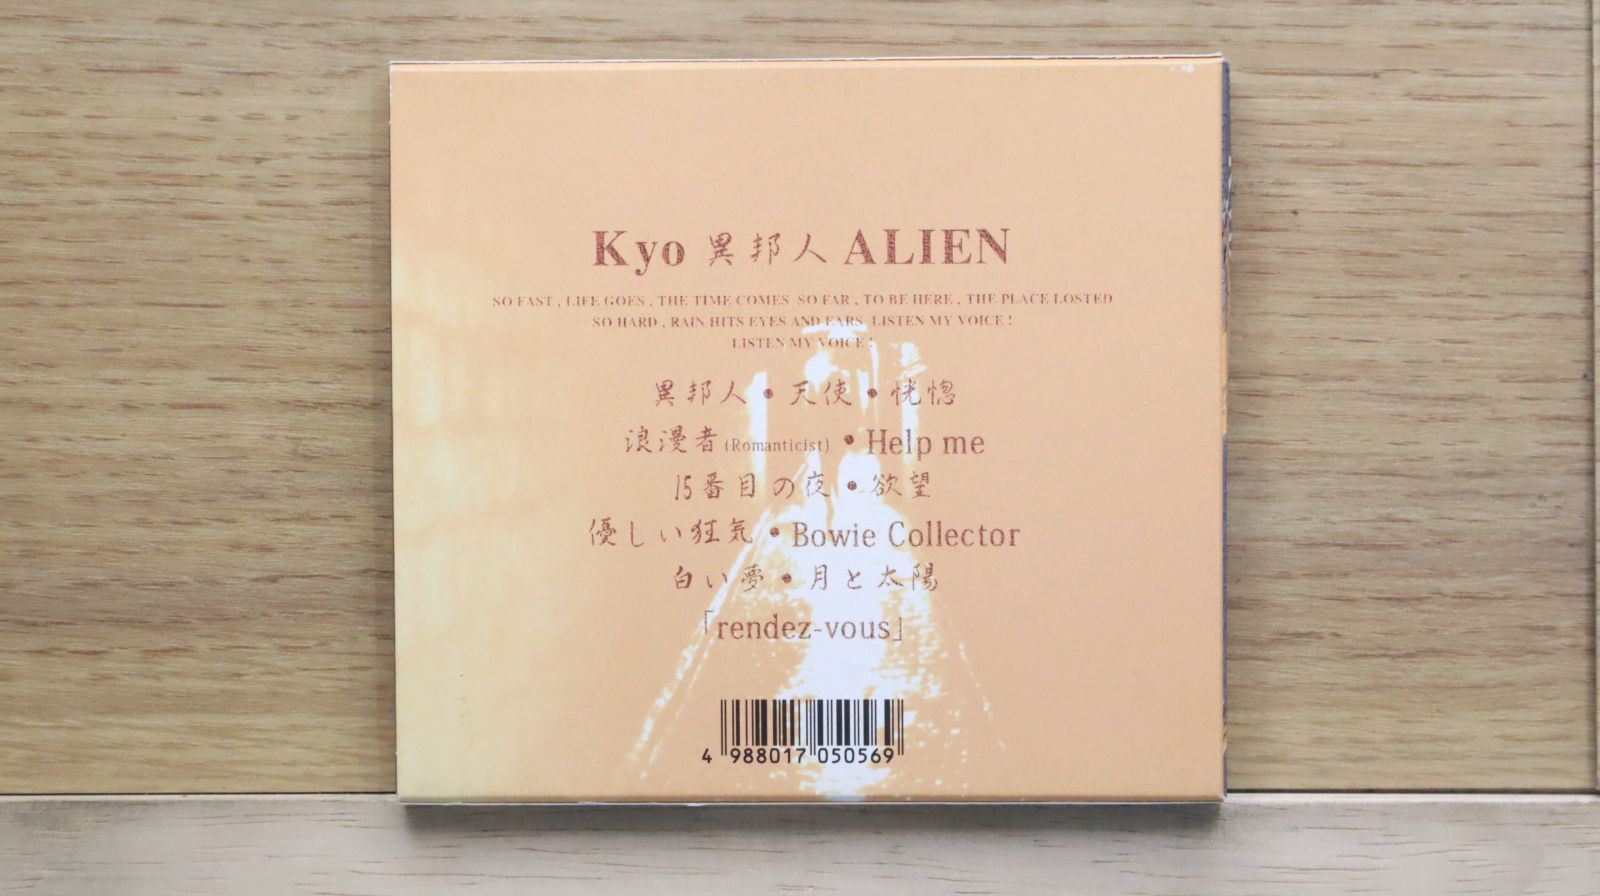 Kyo 異邦人 ALIEN
SO FAST , LIFE GOES , THE TIME COMES SO FAR , TO BE HERE , THE PLACE LOSTED
SO HARD , RAIN HITS EYES AND EARS LISTEN MY VOICE !
LISTEN MY VOICE !
異邦人・天使・恍惚
浪漫者(Romanticist)・Help me
15番目の夜・欲望
優しい狂気・Bowie Collector
白い夢・月と太陽
「rendez-vous」
4 988017 050569